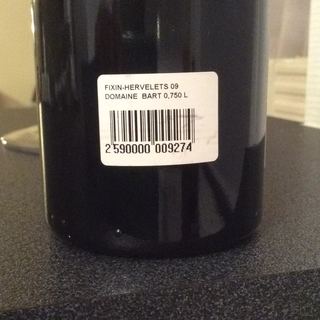 FIXIN-HERVELETS 09
DOMAINE BART 0,750 L
2 590000 009274